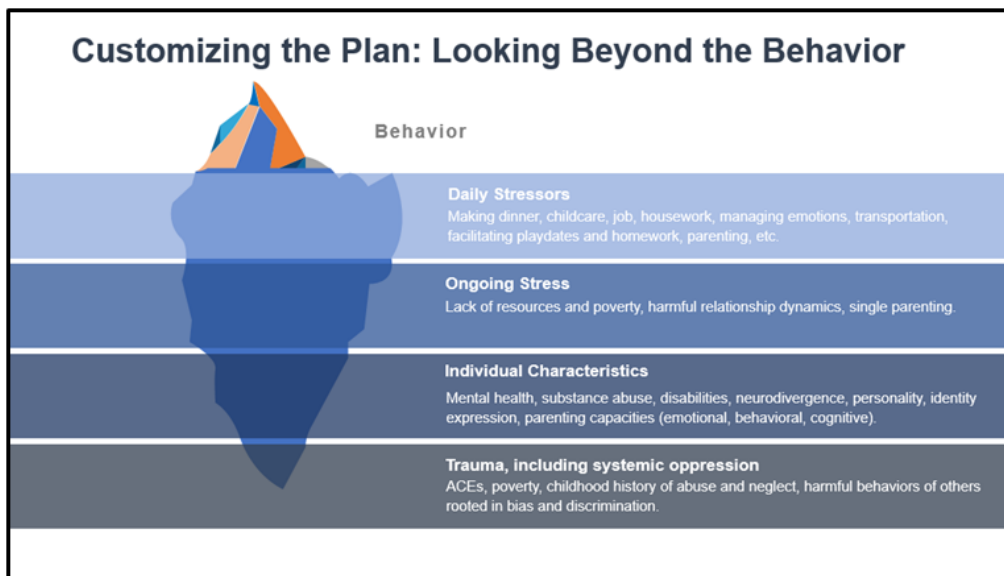 Customizing the Plan: Looking Beyond the Behavior
Behavior
Daily Stressors
Making dinner, childcare, job, housework, managing emotions, transportation,
facilitating playdates and homework, parenting, etc.
Ongoing Stress
Lack of resources and poverty, harmful relationship dynamics, single parenting.
Individual Characteristics
Mental health, substance abuse, disabilities, neurodivergence, personality, identity
expression, parenting capacities (emotional, behavioral, cognitive).
Trauma, including systemic oppression
ACEs, poverty, childhood history of abuse and neglect, harmful behaviors of others
rooted in bias and discrimination.